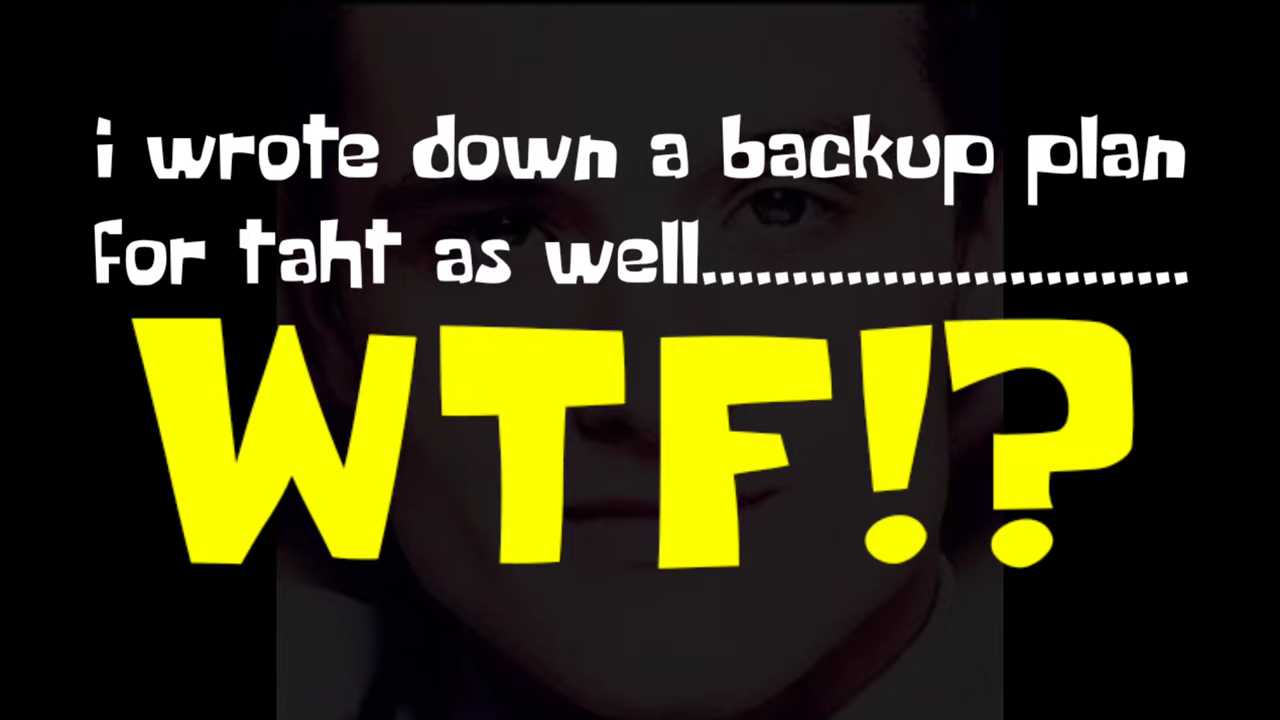 i wrote down a backup plan
for taht as well...........................
WTF!?